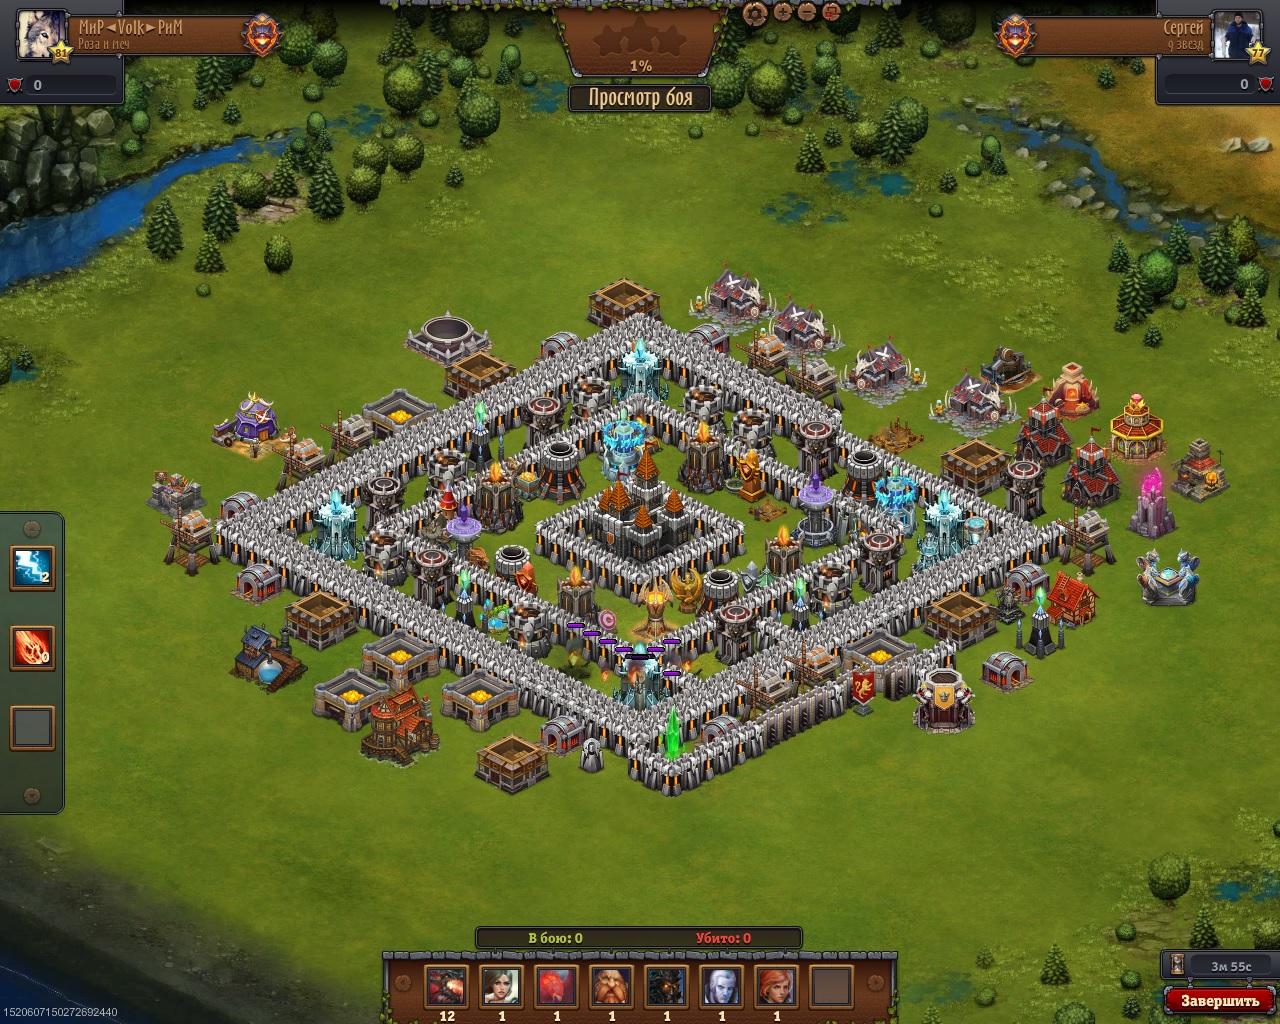 МиР◄Volk►РиМ
Роза и меч
81
0
1%
Просмотр боя
Сергей
9 звезд
77
0
2
0
В бою: 0
Убито: 0
12
1
1
1
1
1
1
3м 55с
Завершить
1520607150272692440